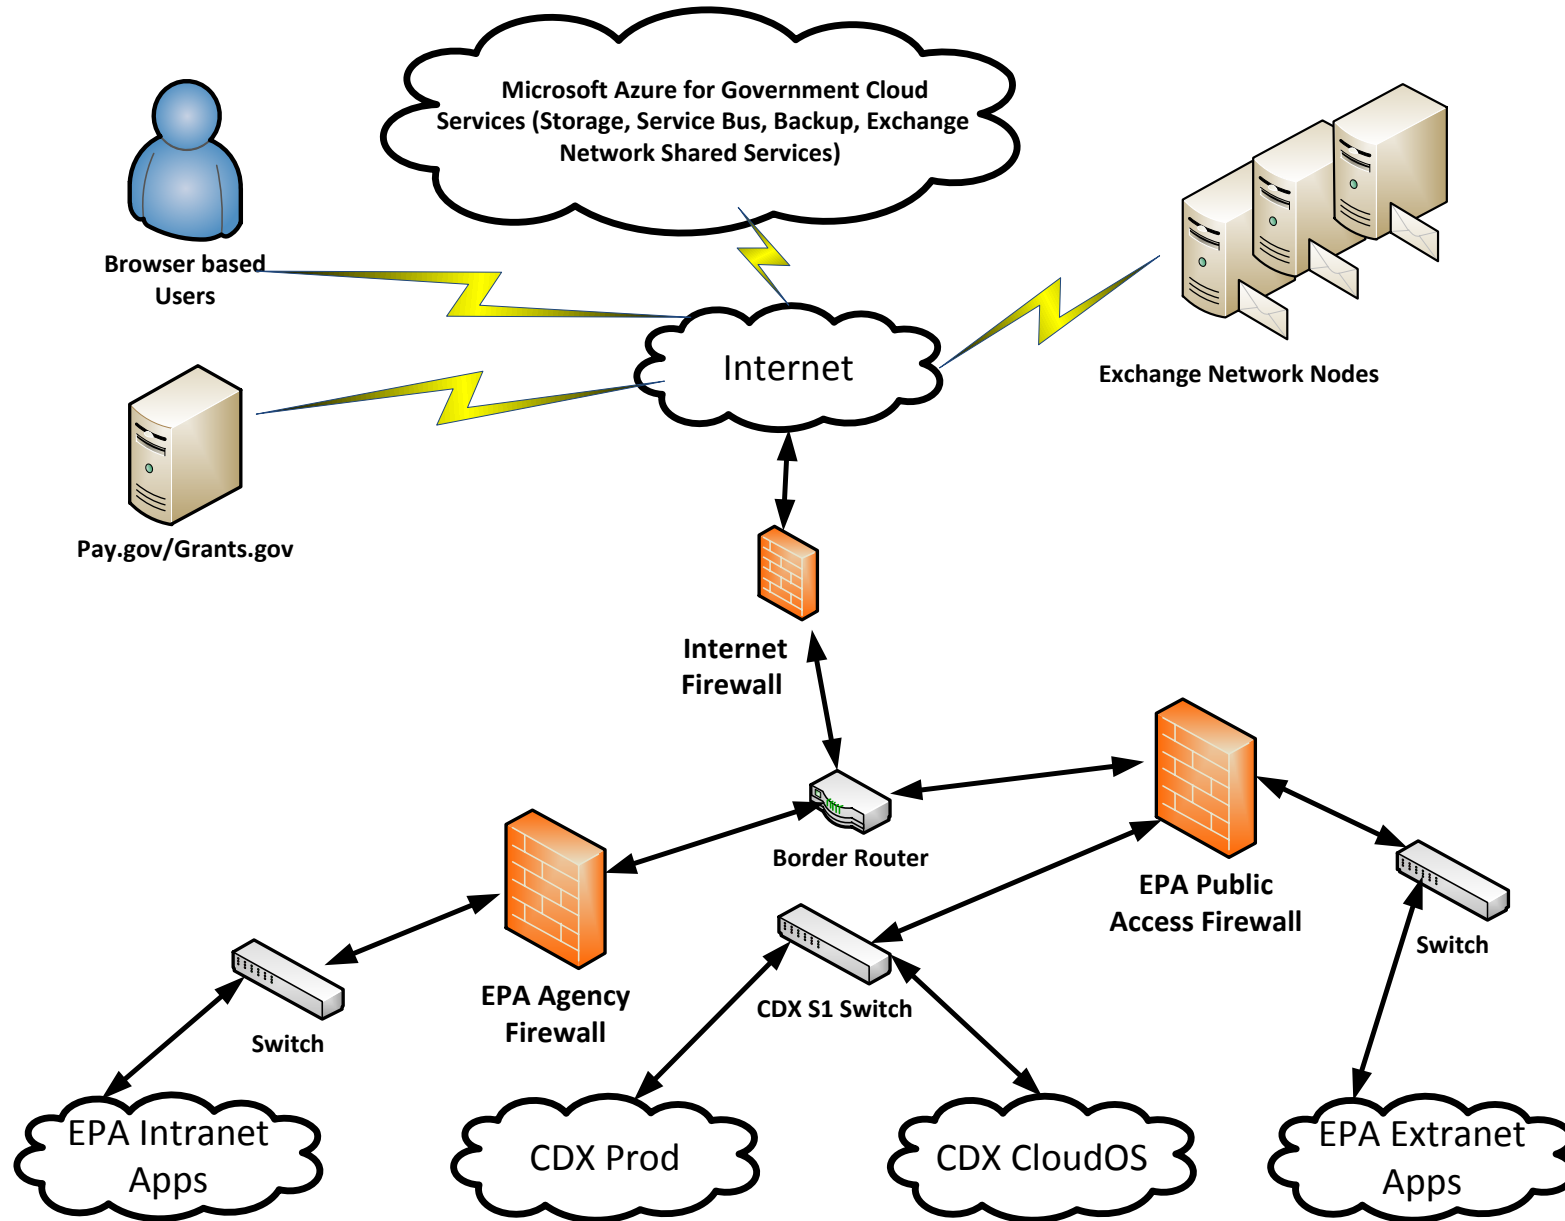 Microsoft Azure for Government Cloud
Services (Storage, Service Bus, Backup, Exchange
Network Shared Services)
Browser based
Users
Internet
Exchange Network Nodes
Pay.gov/Grants.gov
Internet
Firewall
Border Router
EPA Public
Access Firewall
Switch
EPA Agency
Firewall
CDX S1 Switch
Switch
EPA Intranet
Apps
CDX Prod
CDX CloudOS
EPA Extranet
Apps